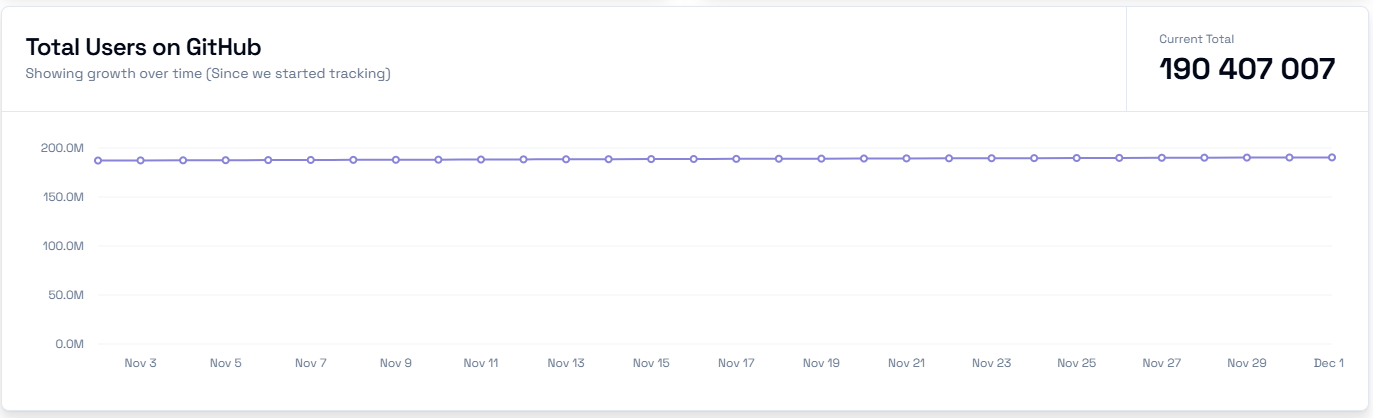 Total Users on GitHub
Showing growth over time (Since we started tracking)
Current Total
190 407 007
200.0M
150.0M
100.0M
50.0M
0.0M
Nov 3 Nov 5 Nov 7 Nov 9 Nov 11 Nov 13 Nov 15 Nov 17 Nov 19 Nov 21 Nov 23 Nov 25 Nov 27 Nov 29 Dec 1